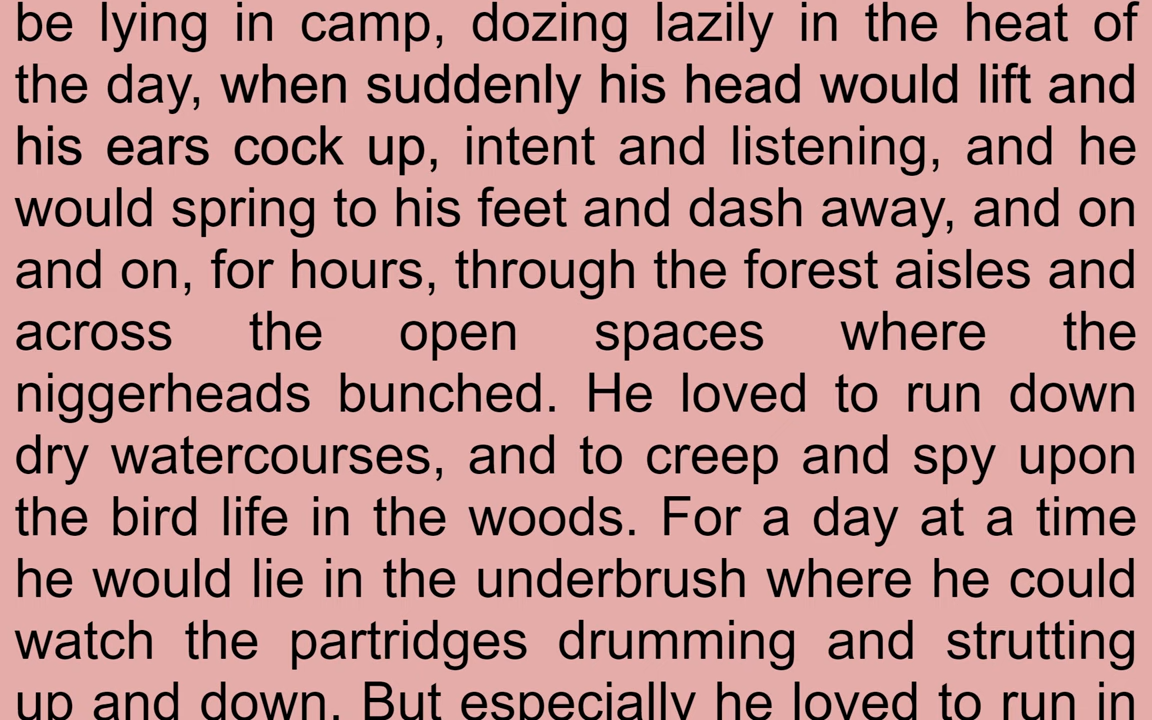 be lying in camp, dozing lazily in the heat of
the day, when suddenly his head would lift and
his ears cock up, intent and listening, and he
would spring to his feet and dash away, and on
and on, for hours, through the forest aisles and
across the open spaces where the
niggerheads bunched. He loved to run down
dry watercourses, and to creep and spy upon
the bird life in the woods. For a day at a time
he would lie in the underbrush where he could
watch the partridges drumming and strutting
up and down. But especially he loved to run in